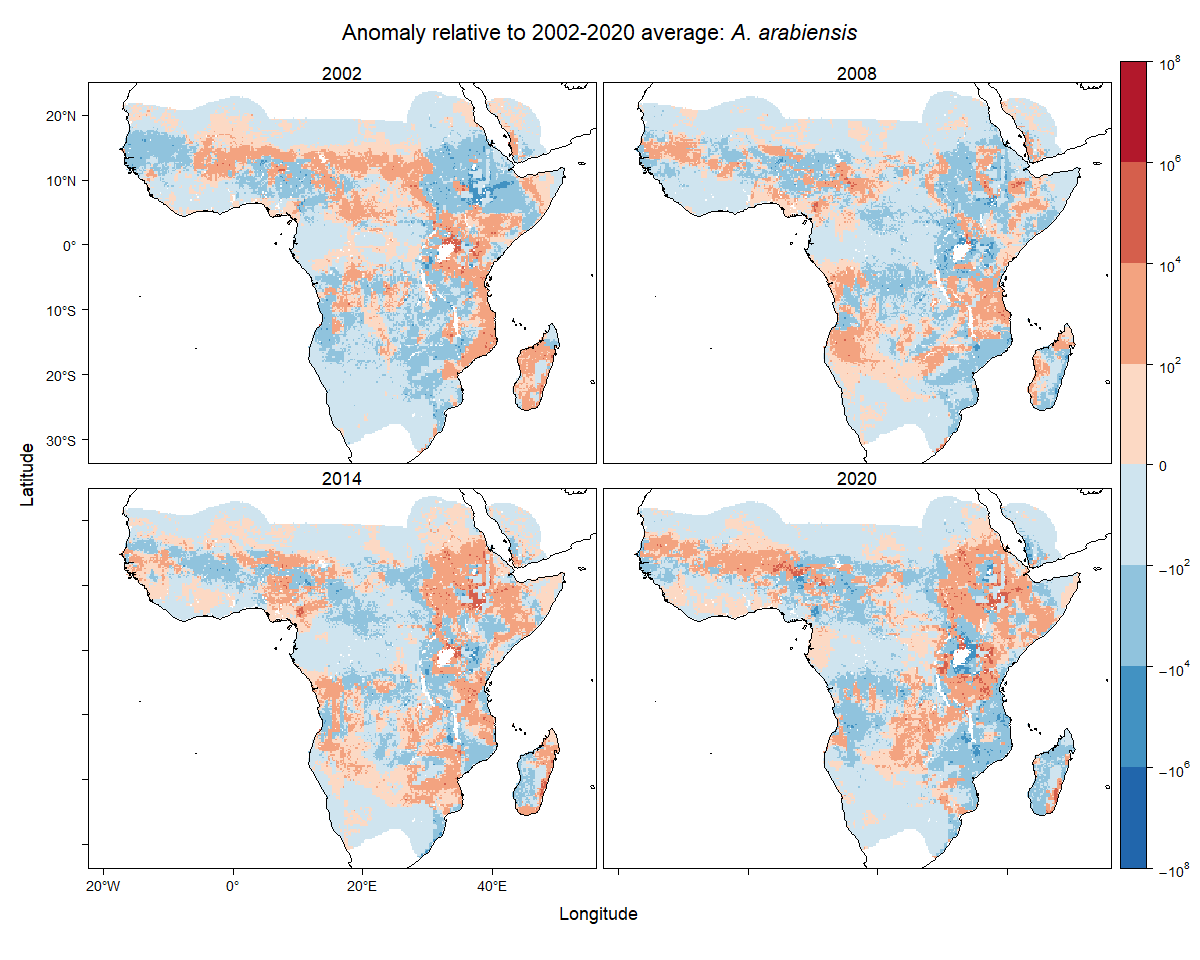 Anomaly relative to 2002-2020 average: A. arabiensis
2002
2008
20°N
10°N
0°
10°S
20°S
30°S
Latitude
2014
2020
20°W
0°
20°E
40°E
Longitude
10^8
10^6
10^4
10^2
0
−10^2
−10^4
−10^6
−10^8